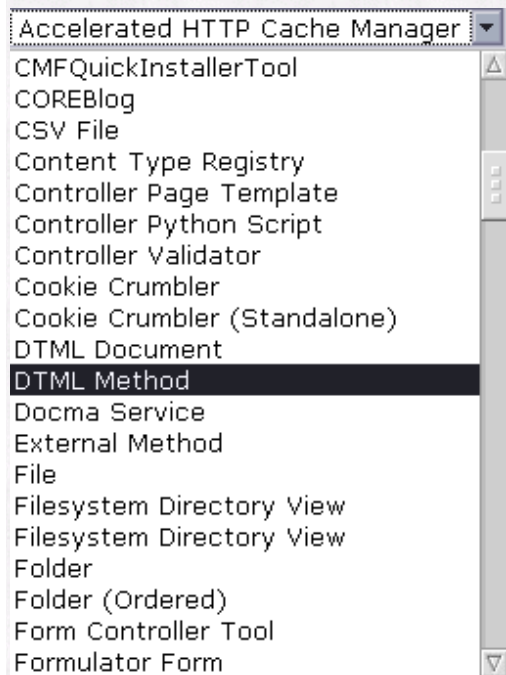 Accelerated HTTP Cache Manager
CMFQuickInstallerTool
COREBlog
CSV File
Content Type Registry
Controller Page Template
Controller Python Script
Controller Validator
Cookie Crumbler
Cookie Crumbler (Standalone)
DTML Document
DTML Method
Docma Service
External Method
File
Filesystem Directory View
Filesystem Directory View
Folder
Folder (Ordered)
Form Controller Tool
Formulator Form